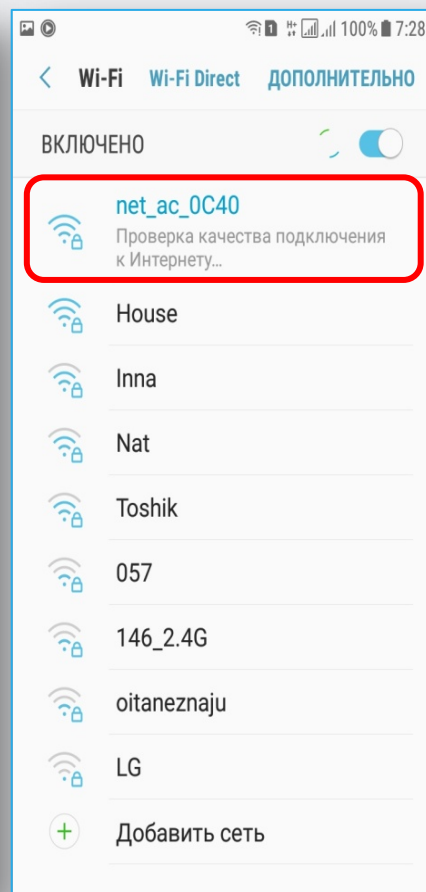 1 H+ 100% 7:28
Wi-Fi Wi-Fi Direct ДОПОЛНИТЕЛЬНО
ВКЛЮЧЕНО
net_ac_0C40
Проверка качества подключения
к Интернету...
House
Inna
Nat
Toshik
057
146_2.4G
oitaneznaju
LG
Добавить сеть